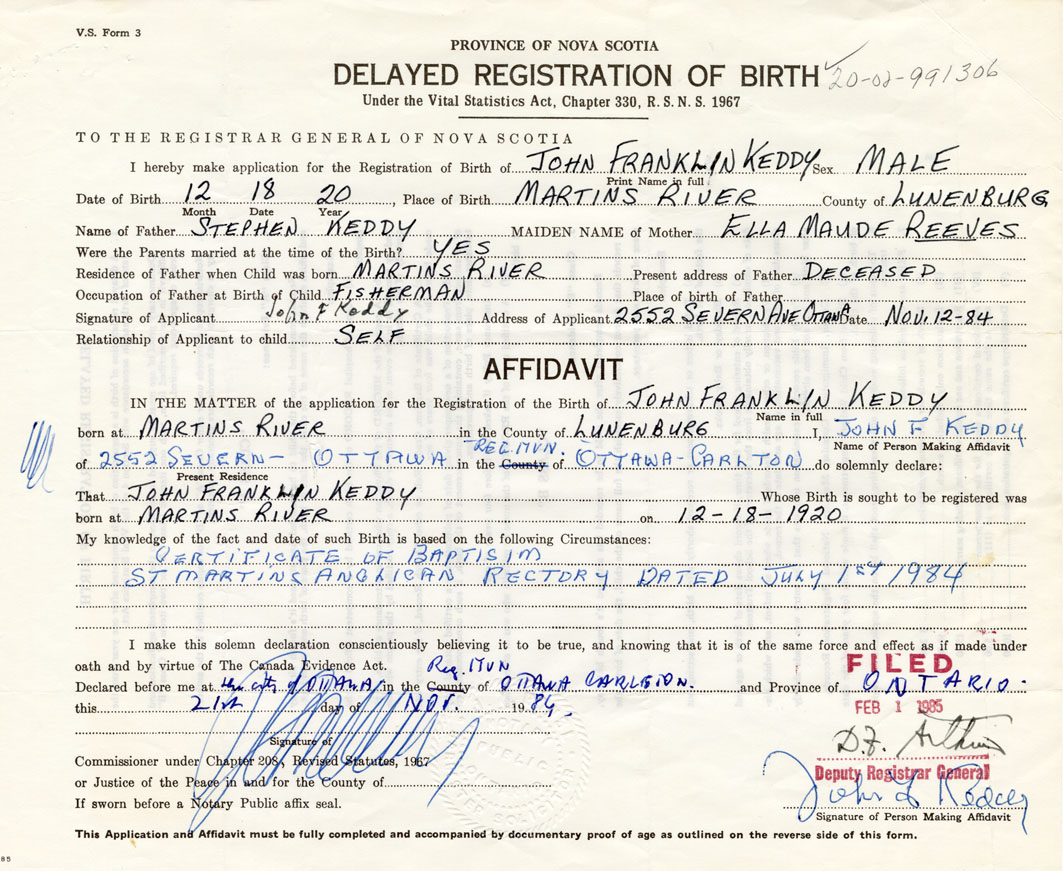 V.S. Form 3
PROVINCE OF NOVA SCOTIA
DELAYED REGISTRATION OF BIRTH 20-02-991306
Under the Vital Statistics Act, Chapter 330, R.S.N.S. 1967
TO THE REGISTRAR GENERAL OF NOVA SCOTIA
I hereby make application for the Registration of Birth of JOHN FRANKLIN KEDDY Sex MALE
Print Name in full
Date of Birth 12 18 20, Place of Birth MARTINS RIVER County of LUNENBURG
Month Date Year
Name of Father STEPHEN KEDDY MAIDEN NAME of Mother ELLA MAUDE REEVES
Were the Parents married at the time of the Birth? YES
Residence of Father when Child was born MARTINS RIVER Present address of Father DECEASED
Occupation of Father at Birth of Child FISHERMAN Place of birth of Father
Signature of Applicant John F Keddy Address of Applicant 2552 SEVERN AVE OTTAWA Date NOV. 12-84
Relationship of Applicant to child SELF
AFFIDAVIT
IN THE MATTER of the application for the Registration of the Birth of JOHN FRANKLIN KEDDY
Name in full
born at MARTINS RIVER in the County of LUNENBURG I, JOHN F KEDDY
Name of Person Making Affidavit
REG. MUN.
of 2552 SEVERN - OTTAWA in the County of OTTAWA-CARLTON do solemnly declare:
Present Residence
That JOHN FRANKLIN KEDDY Whose Birth is sought to be registered was
born at MARTINS RIVER on 12-18-1920
My knowledge of the fact and date of such Birth is based on the following Circumstances:
CERTIFICATE OF BAPTISIM
ST MARTINS ANGLICAN RECTORY DATED JULY 1ST 1984
I make this solemn declaration conscientiously believing it to be true, and knowing that it is of the same force and effect as if made under
oath and by virtue of The Canada Evidence Act. Reg. MUN FILED
Declared before me at the city of OTTAWA in the County of OTTAWA CARLETON. and Province of ONTARIO.
this 21st day of NOV. 1984. FEB 1 1985
Signature of
Commissioner under Chapter 208, Revised Statutes, 1967
Deputy Registrar General
or Justice of the Peace in and for the County of
John F Keddy
If sworn before a Notary Public affix seal.
Signature of Person Making Affidavit
This Application and Affidavit must be fully completed and accompanied by documentary proof of age as outlined on the reverse side of this form.
85